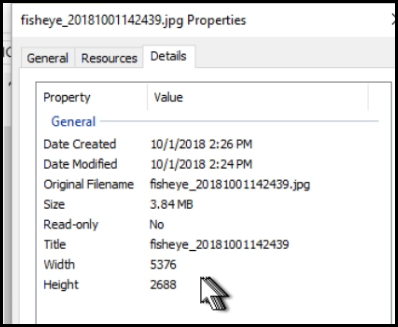 fisheye_20181001142439.jpg Properties
General Resources Details
Property Value
General
Date Created 10/1/2018 2:26 PM
Date Modified 10/1/2018 2:24 PM
Original Filename fisheye_20181001142439.jpg
Size 3.84 MB
Read-only No
Title fisheye_20181001142439
Width 5376
Height 2688